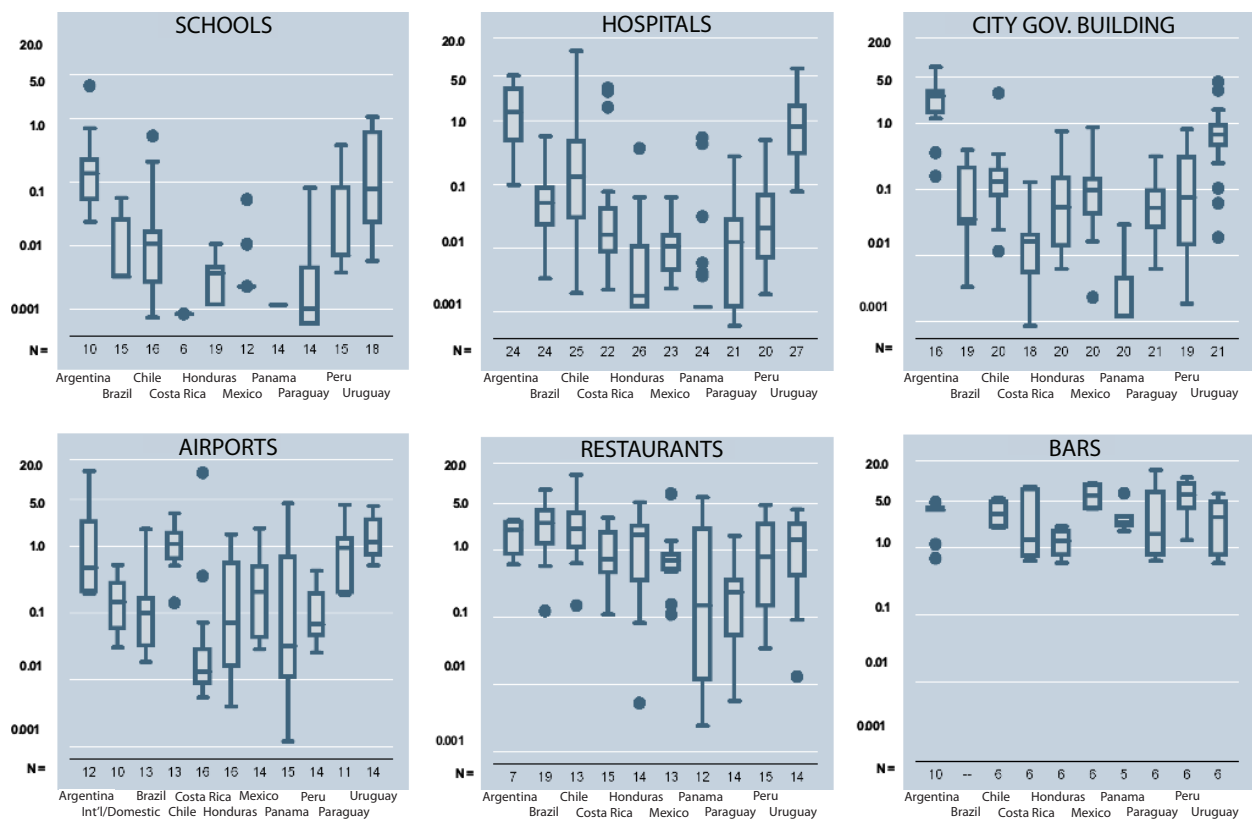 SCHOOLS
20.0
5.0
1.0
0.1
0.01
0.001
N = 10 15 16 6 19 12 14 14 15 18
Argentina Chile Honduras Panama Peru
Brazil Costa Rica Mexico Paraguay Uruguay
HOSPITALS
20.0
5.0
1.0
0.1
0.01
0.001
N = 24 24 25 22 26 23 24 21 20 27
Argentina Chile Honduras Panama Peru
Brazil Costa Rica Mexico Paraguay Uruguay
CITY GOV. BUILDING
20.0
5.0
1.0
0.1
0.01
0.001
N = 16 19 20 18 20 20 20 21 19 21
Argentina Chile Honduras Panama Peru
Brazil Costa Rica Mexico Paraguay Uruguay
AIRPORTS
20.0
5.0
1.0
0.1
0.01
0.001
N = 12 10 13 13 16 16 14 15 14 11 14
Argentina Brazil Costa Rica Mexico Peru Uruguay
Int'l/Domestic Chile Honduras Panama Paraguay
RESTAURANTS
20.0
5.0
1.0
0.1
0.01
0.001
N = 7 19 13 15 14 13 12 14 15 14
Argentina Chile Honduras Panama Peru
Brazil Costa Rica Mexico Paraguay Uruguay
BARS
20.0
5.0
1.0
0.1
0.01
0.001
N = 10 -- 6 6 6 6 5 6 6 6
Argentina Chile Honduras Panama Peru
Brazil Costa Rica Mexico Paraguay Uruguay